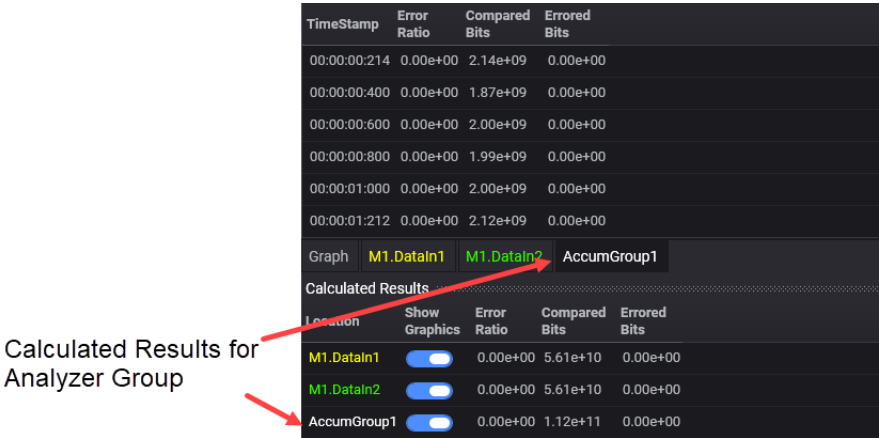 TimeStamp Error Ratio Compared Bits Errored Bits
00:00:00:214 0.00e+00 2.14e+09 0.00e+00
00:00:00:400 0.00e+00 1.87e+09 0.00e+00
00:00:00:600 0.00e+00 2.00e+09 0.00e+00
00:00:00:800 0.00e+00 1.99e+09 0.00e+00
00:00:01:000 0.00e+00 2.00e+09 0.00e+00
00:00:01:212 0.00e+00 2.12e+09 0.00e+00
Graph M1.DataIn1 M1.DataIn2 AccumGroup1
Calculated Results
Location Show Graphics Error Ratio Compared Bits Errored Bits
M1.DataIn1 0.00e+00 5.61e+10 0.00e+00
M1.DataIn2 0.00e+00 5.61e+10 0.00e+00
AccumGroup1 0.00e+00 1.12e+11 0.00e+00
Calculated Results for
Analyzer Group